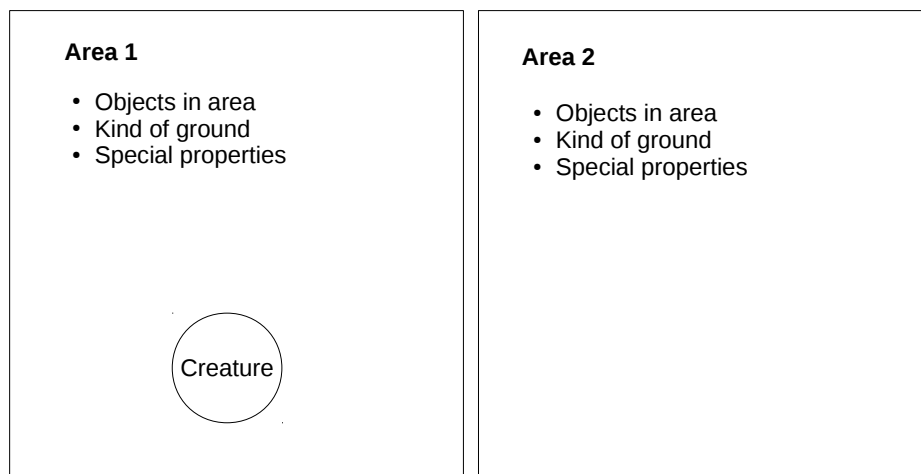 Area 1
• Objects in area
• Kind of ground
• Special properties
Creature
Area 2
• Objects in area
• Kind of ground
• Special properties